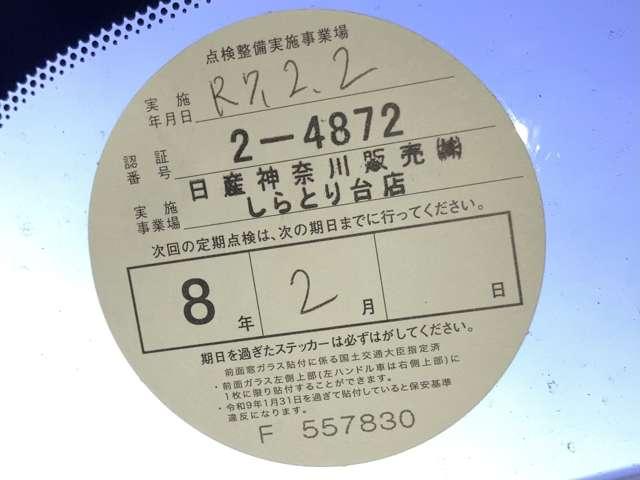 点検整備実施事業場
実施年月日 R7.2.2
認証番号 2-4872
実施事業場 日産神奈川販売㈱
しらとり台店
次回の定期点検は、次の期日までに行ってください。
8年 2月 日
期日を過ぎたステッカーは必ずはがしてください。
前面窓ガラス貼付に係る国土交通大臣指定済
・前面ガラス左側上部(左ハンドル車は右側上部)に
1枚に限り貼付することができます。
・令和9年1月31日を過ぎて貼付していると保安基準
違反になります。
F 557830